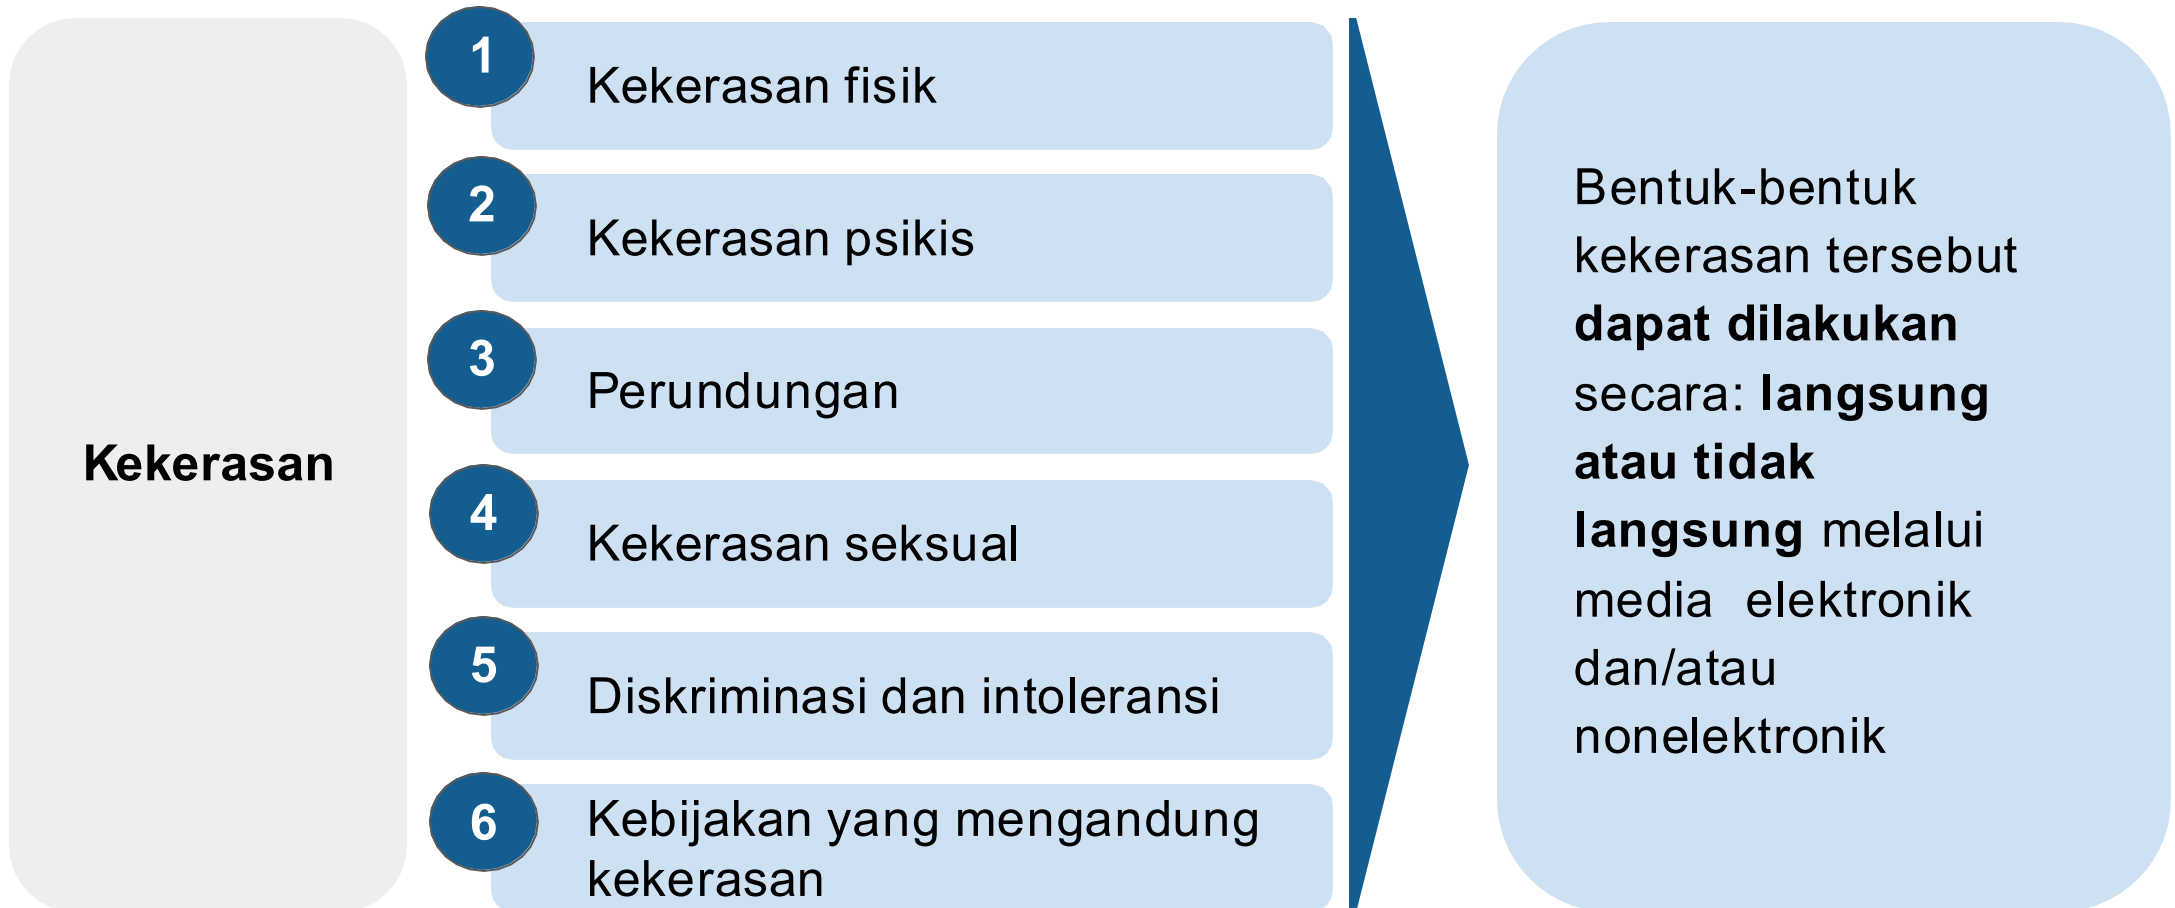 Kekerasan
1
Kekerasan fisik
2
Kekerasan psikis
3
Perundungan
4
Kekerasan seksual
5
Diskriminasi dan intoleransi
6
Kebijakan yang mengandung
kekerasan
Bentuk-bentuk
kekerasan tersebut
dapat dilakukan
secara: langsung
atau tidak
langsung melalui
media elektronik
dan/atau
nonelektronik